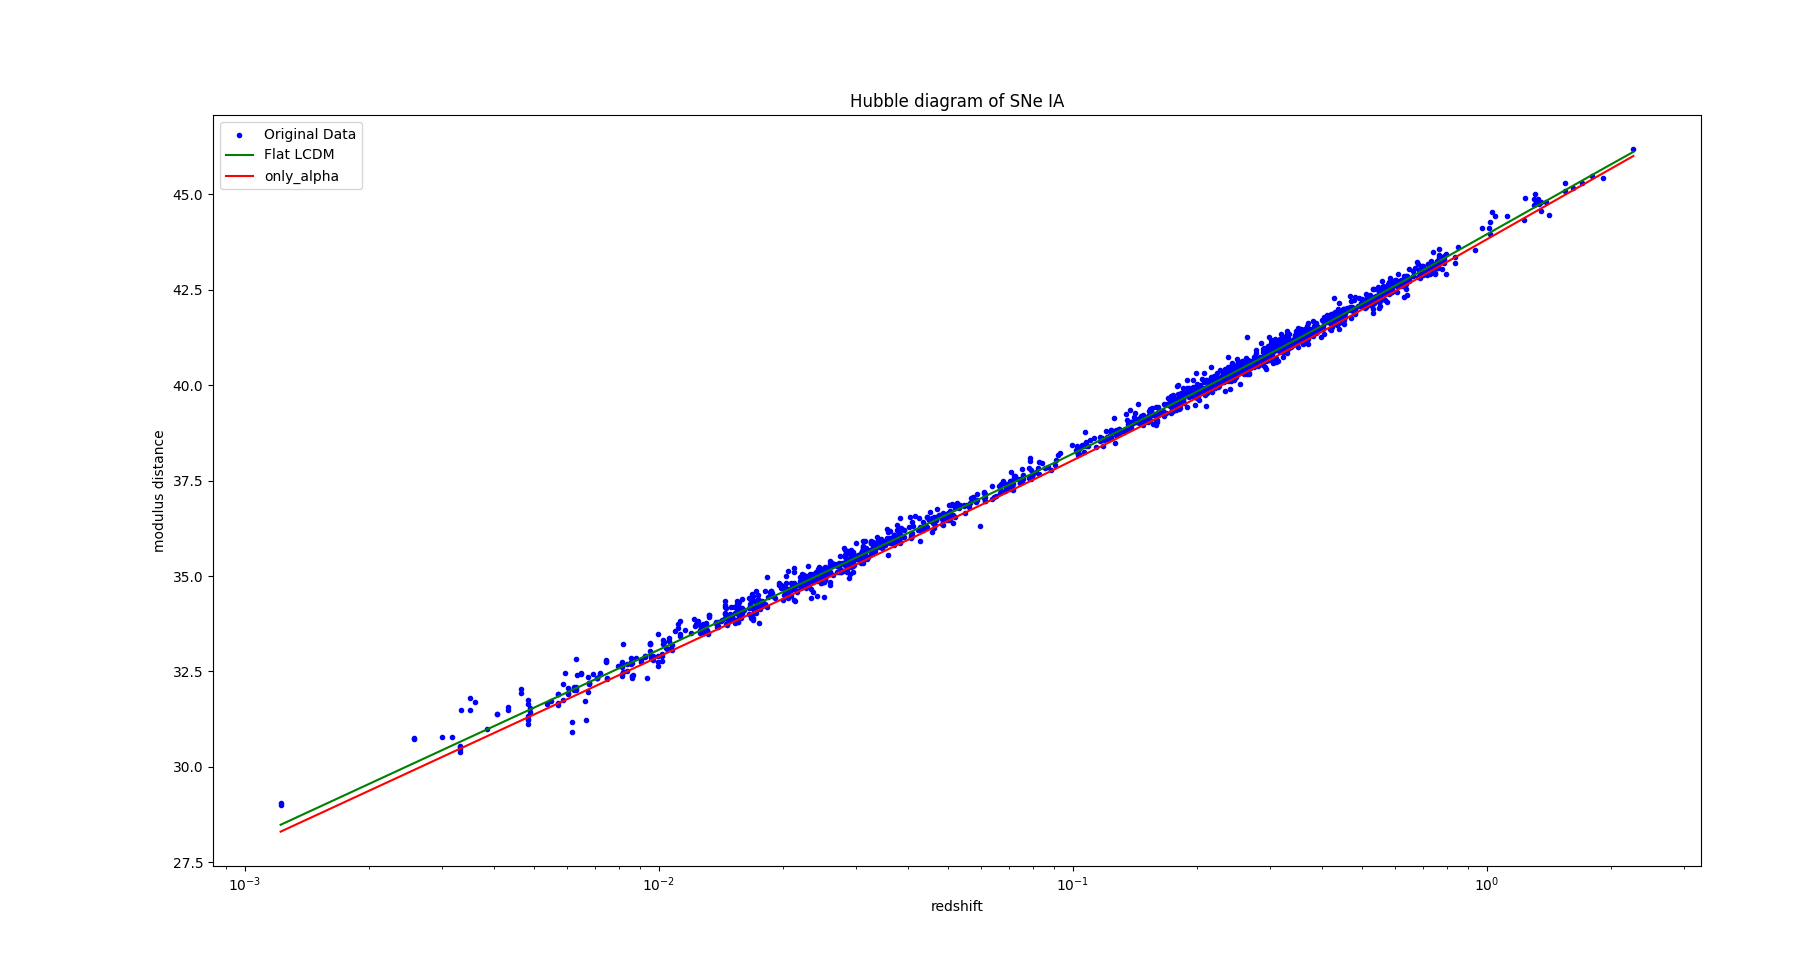 Hubble diagram of SNe IA
Original Data
Flat LCDM
only_alpha
45.0
42.5
40.0
37.5
35.0
32.5
30.0
27.5
modulus distance
10⁻³ 10⁻² 10⁻¹ 10⁰
redshift